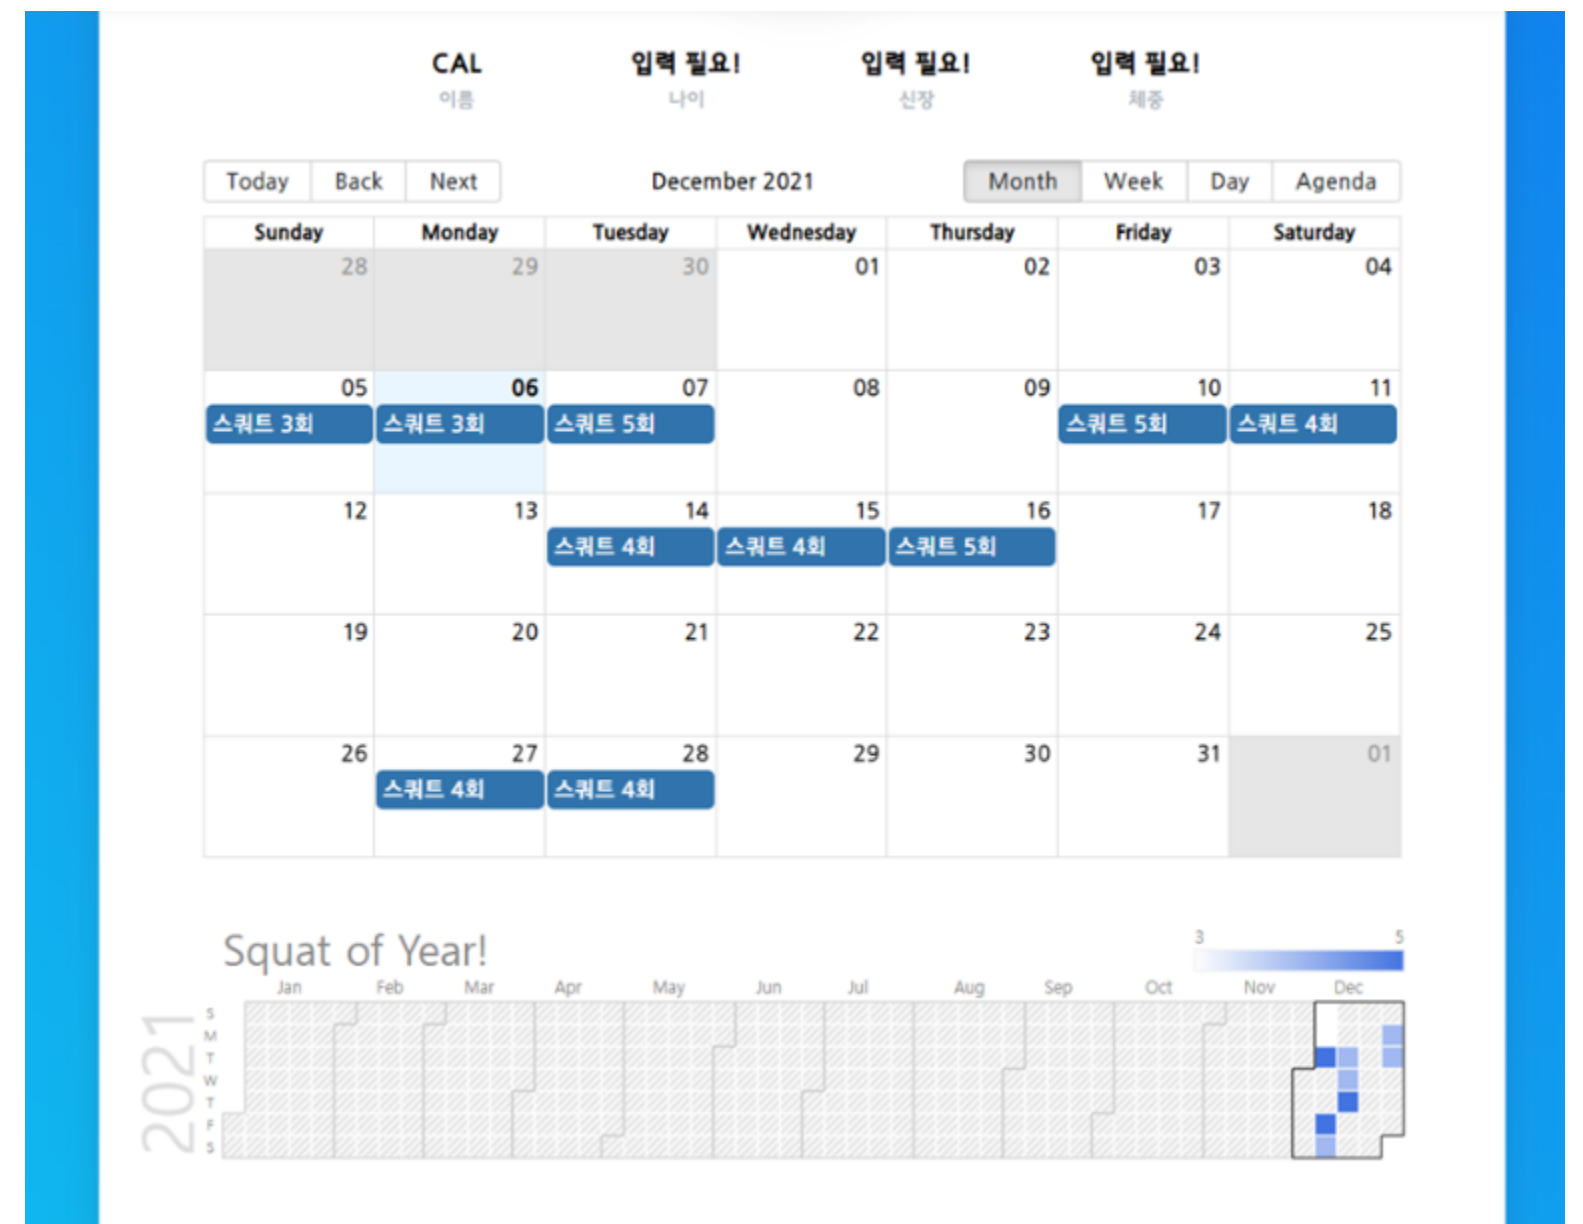 CAL 입력 필요! 입력 필요! 입력 필요!
이름 나이 신장 체중
Today Back Next December 2021 Month Week Day Agenda
Sunday Monday Tuesday Wednesday Thursday Friday Saturday
28 29 30 01 02 03 04
05 06 07 08 09 10 11
스쿼트 3회 스쿼트 3회 스쿼트 5회 스쿼트 5회 스쿼트 4회
12 13 14 15 16 17 18
스쿼트 4회 스쿼트 4회 스쿼트 5회
19 20 21 22 23 24 25
26 27 28 29 30 31 01
스쿼트 4회 스쿼트 4회
Squat of Year!
3 5
Jan Feb Mar Apr May Jun Jul Aug Sep Oct Nov Dec
2021
S
M
T
W
T
F
S